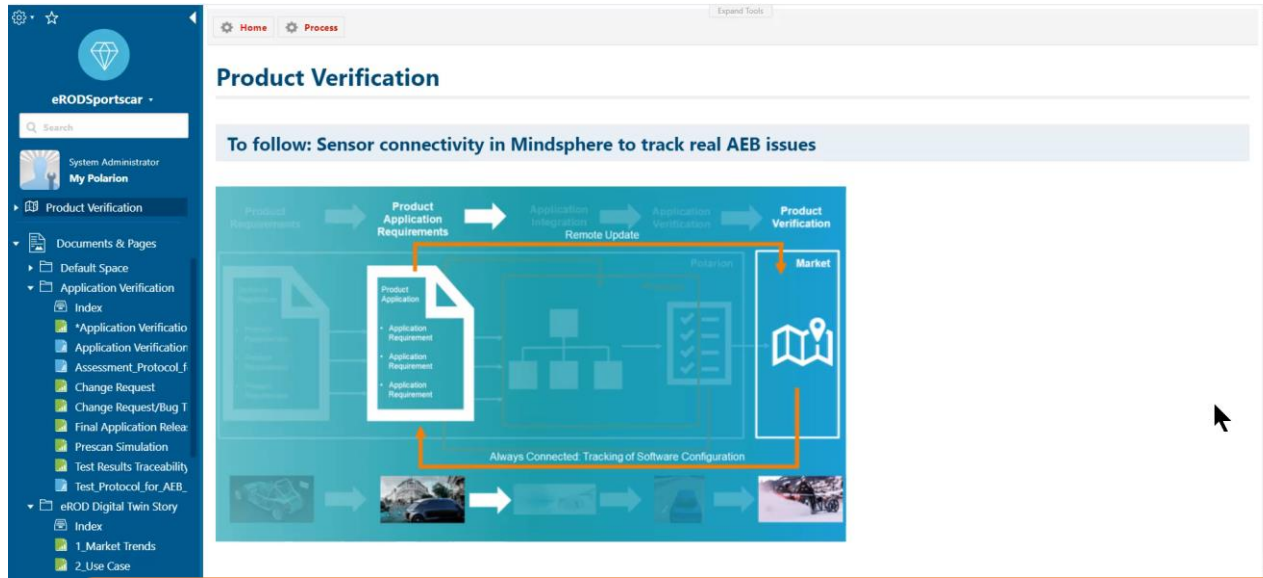 Expand Tools
Home Process
eRODSportscar
Search
System Administrator
My Polarion
Product Verification
Documents & Pages
Default Space
Application Verification
Index
*Application Verificatio
Application Verification
Assessment_Protocol_f
Change Request
Change Request/Bug T
Final Application Relea
Prescan Simulation
Test Results Traceability
Test_Protocol_for_AEB_
eROD Digital Twin Story
Index
1_Market Trends
2_Use Case
Product Verification
To follow: Sensor connectivity in Mindsphere to track real AEB issues
Product
Requirements
Product
Application
Requirements
Application
Integration
Application
Verification
Product
Verification
Remote Update
Polarion
Market
Product
Application
• Application
Requirement
• Application
Requirement
• Application
Requirement
Always Connected: Tracking of Software Configuration